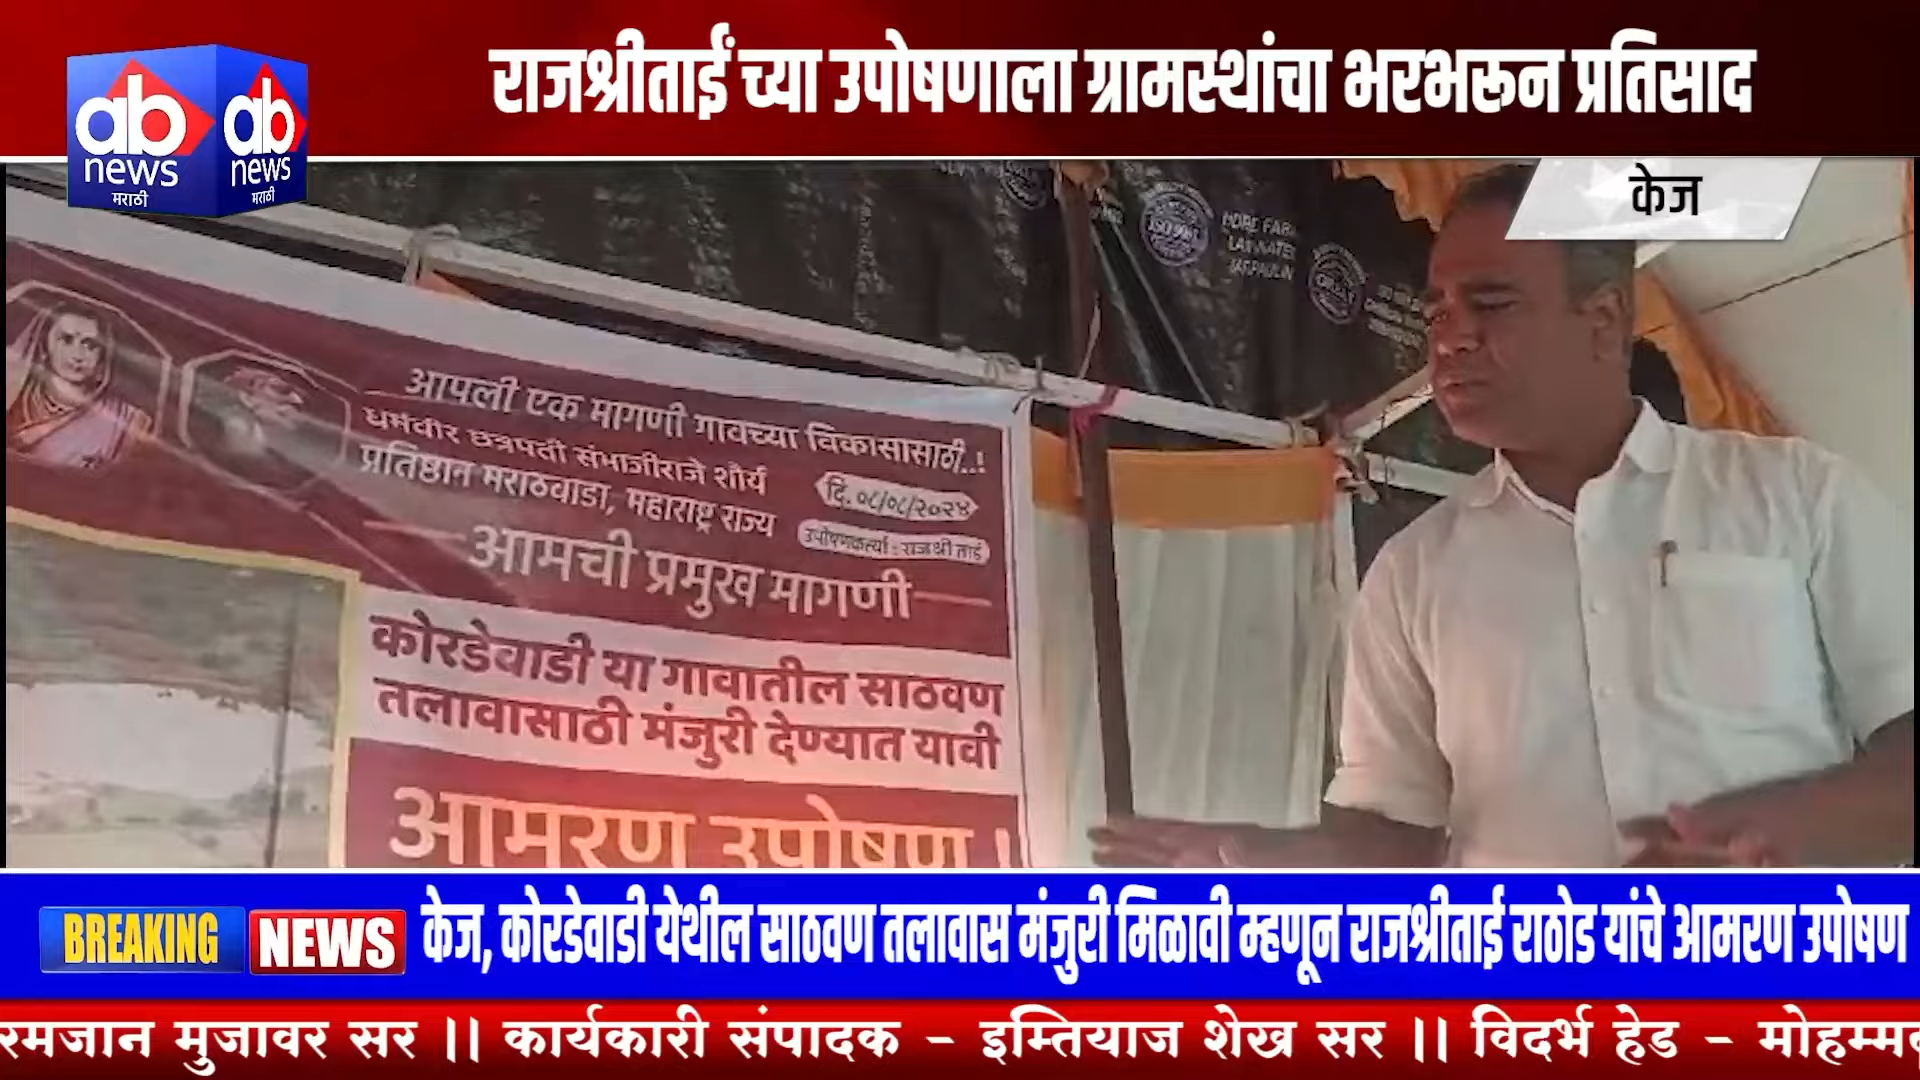 राजश्रीताईं च्या उपोषणाला ग्रामस्थांचा भरभरून प्रतिसाद
ab
news
मराठी
ab
news
मराठी
केज
आपली एक मागणी गावच्या विकासासाठी..!
धर्मवीर छत्रपती संभाजीराजे शौर्य
प्रतिष्ठान मराठवाडा, महाराष्ट्र राज्य
दि. ०८/०८/२०२४
उपोषणकर्त्या : राजश्री ताई
आमची प्रमुख मागणी
कोरडेवाडी या गावातील साठवण
तलावासाठी मंजुरी देण्यात यावी
आमरण उपोषण !
BREAKING NEWS
केज, कोरडेवाडी येथील साठवण तलावास मंजुरी मिळावी म्हणून राजश्रीताई राठोड यांचे आमरण उपोषण
रमजान मुजावर सर || कार्यकारी संपादक - इम्तियाज शेख सर || विदर्भ हेड - मोहम्मद